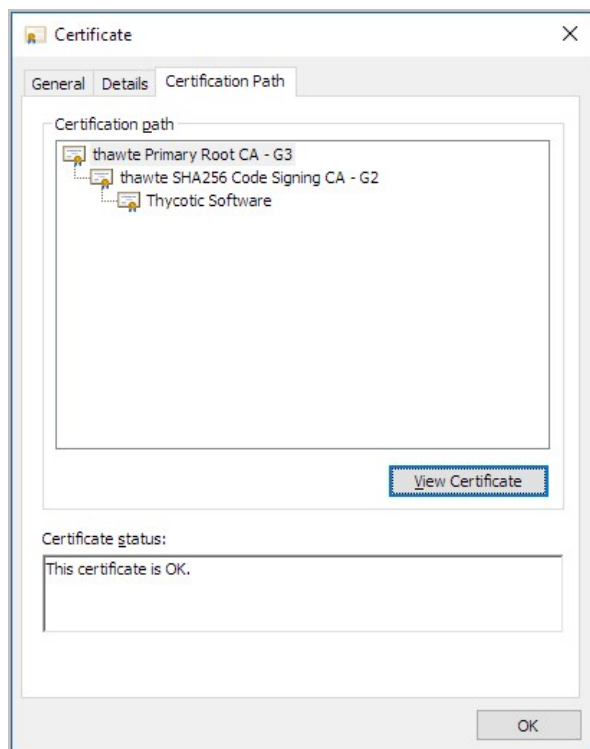 Certificate
General Details Certification Path
Certification path
thawte Primary Root CA - G3
thawte SHA256 Code Signing CA - G2
Thycotic Software
View Certificate
Certificate status:
This certificate is OK.
OK